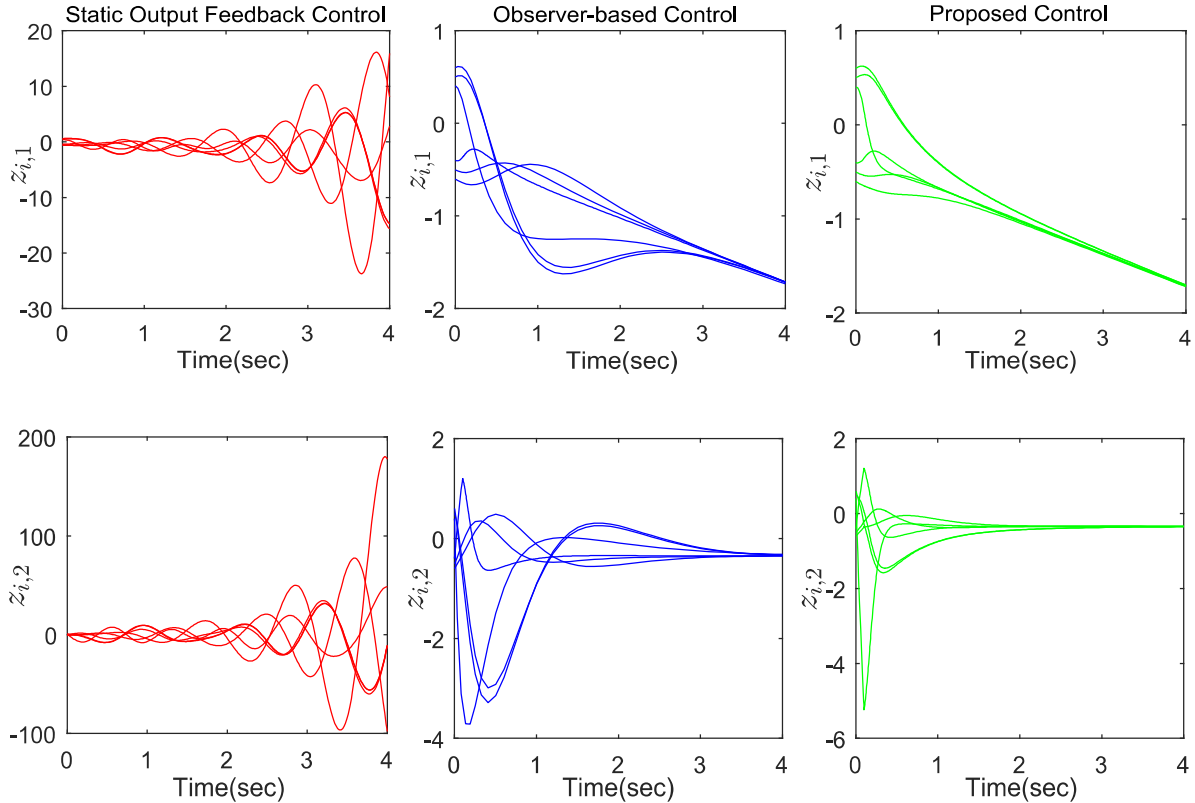 Static Output Feedback Control
Observer-based Control
Proposed Control
20
10
0
-10
-20
-30
z_{i,1}
0 1 2 3 4
Time(sec)
1
0
-1
-2
z_{i,1}
0 1 2 3 4
Time(sec)
1
0
-1
-2
z_{i,1}
0 1 2 3 4
Time(sec)
200
100
0
-100
z_{i,2}
0 1 2 3 4
Time(sec)
2
0
-2
-4
z_{i,2}
0 1 2 3 4
Time(sec)
2
0
-2
-4
-6
z_{i,2}
0 1 2 3 4
Time(sec)